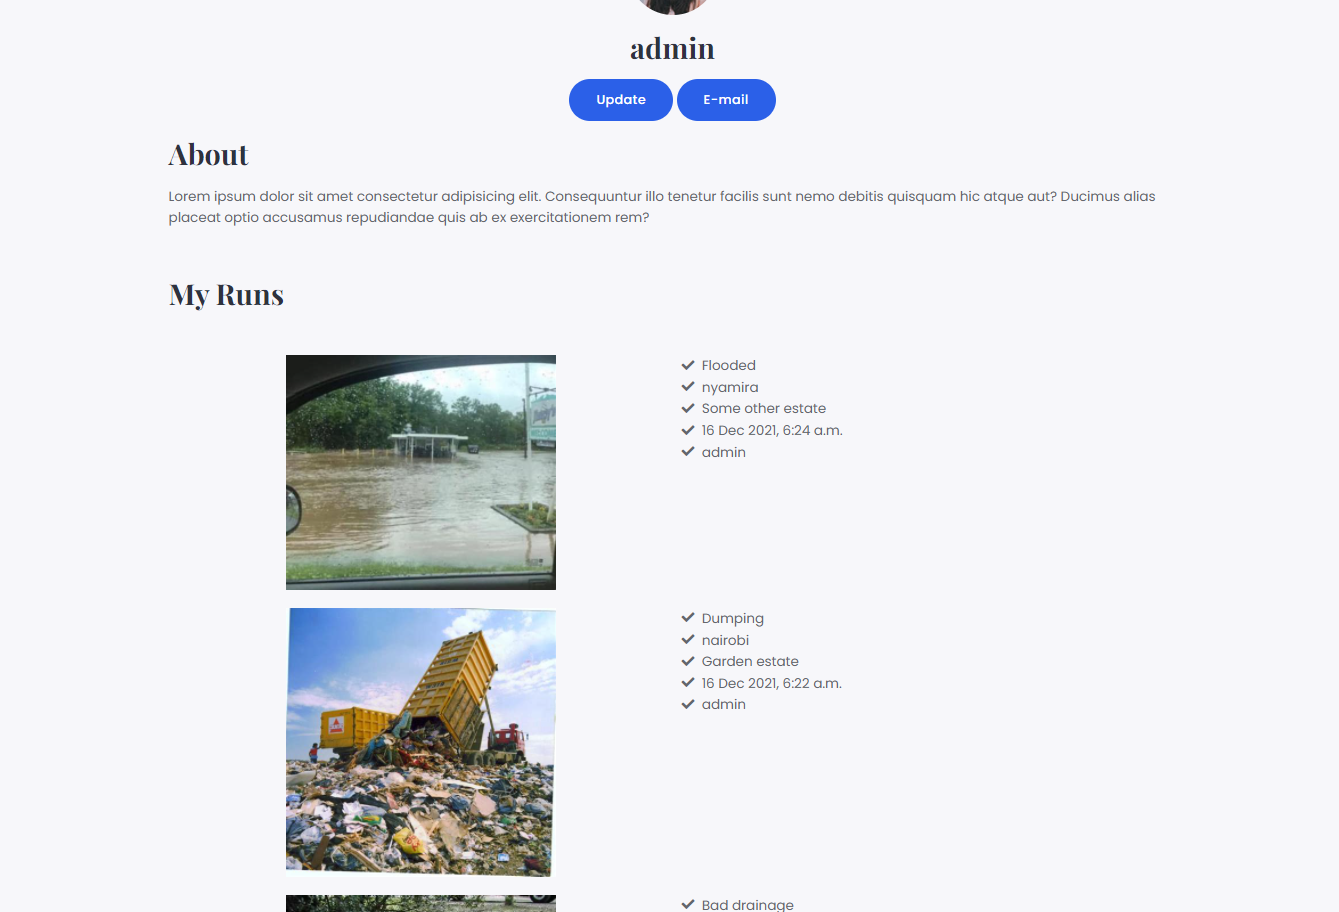 admin
Update
E-mail
About
Lorem ipsum dolor sit amet consectetur adipisicing elit. Consequuntur illo tenetur facilis sunt nemo debitis quisquam hic atque aut? Ducimus alias
placeat optio accusamus repudiandae quis ab ex exercitationem rem?
My Runs
Flooded
nyamira
Some other estate
16 Dec 2021, 6:24 a.m.
admin
Dumping
nairobi
Garden estate
16 Dec 2021, 6:22 a.m.
admin
Bad drainage